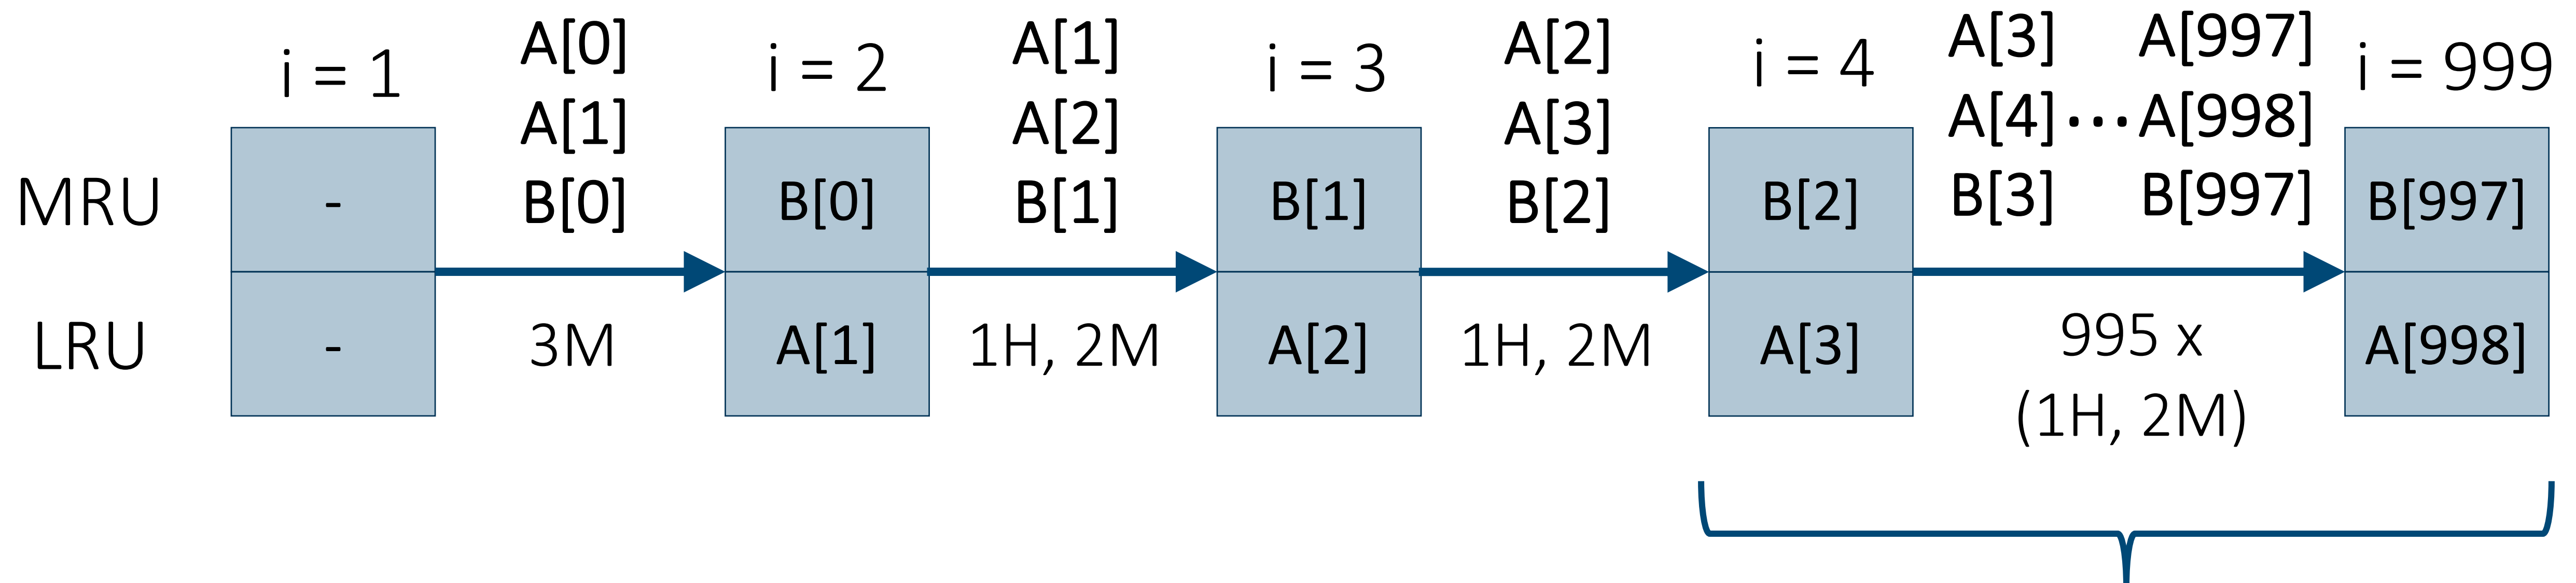 i = 1
A[0]
A[1]
B[0]
i = 2
A[1]
A[2]
B[1]
i = 3
A[2]
A[3]
B[2]
i = 4
A[3] A[997]
A[4] ··· A[998]
B[3] B[997]
i = 999
MRU
-
B[0]
B[1]
B[2]
B[997]
LRU
-
3M
A[1]
1H, 2M
A[2]
1H, 2M
A[3]
995 x
(1H, 2M)
A[998]